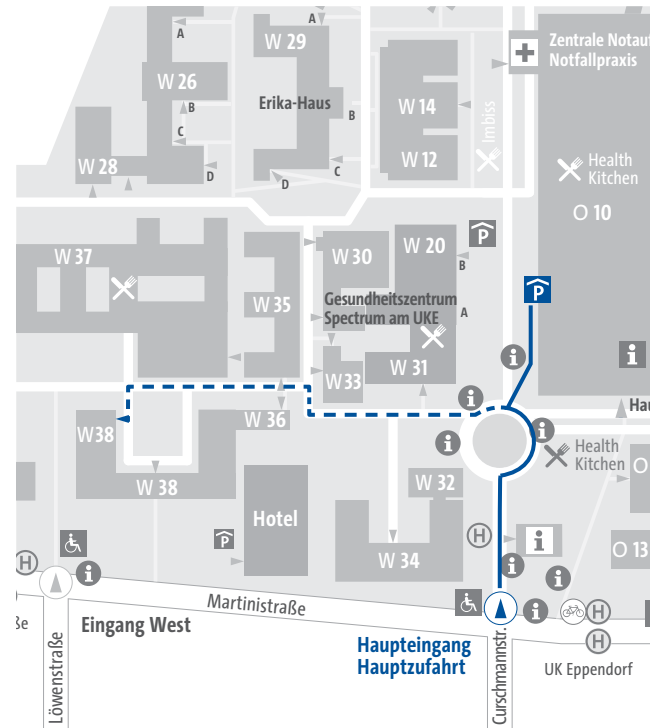 A
W 29
A
Zentrale Notauf
Notfallpraxis
W 26
Erika-Haus
B
B
W 14
Imbiss
C
W 12
Health
Kitchen
W 28
D
D
C
O 10
W 37
W 30
W 20
P
B
P
W 35
Gesundheitszentrum
Spectrum am UKE
A
i
i
W33
W 31
i
Hau
W 36
W38
i
i
Health
Kitchen
O
W 38
W 32
Hotel
P
H
i
O 13
W 34
H
i
i
i
Martinistraße
i
H
ße
Eingang West
Haupteingang
Hauptzufahrt
H
UK Eppendorf
Löwenstraße
Curschmannstr.